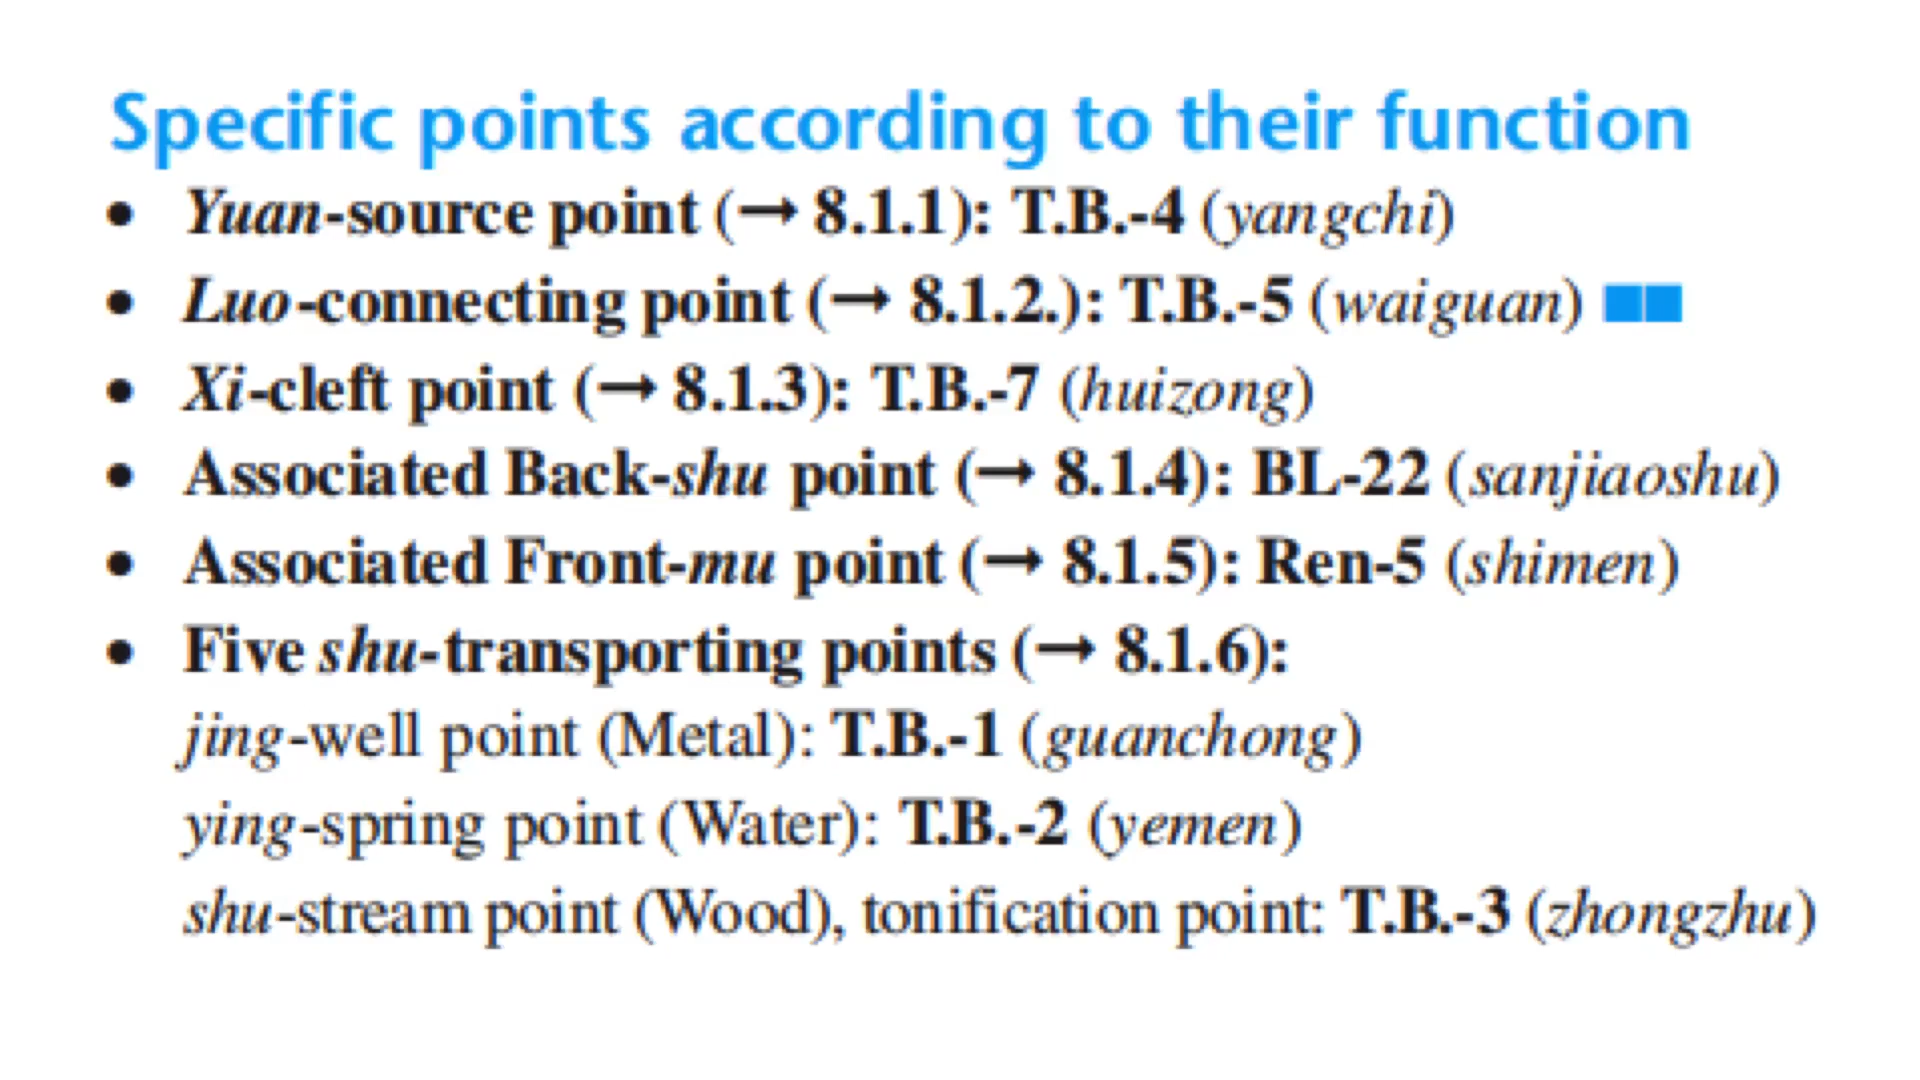 Specific points according to their function
• Yuan-source point (→ 8.1.1): T.B.-4 (yangchi)
• Luo-connecting point (→ 8.1.2.): T.B.-5 (waiguan) ■■
• Xi-cleft point (→ 8.1.3): T.B.-7 (huizong)
• Associated Back-shu point (→ 8.1.4): BL-22 (sanjiaoshu)
• Associated Front-mu point (→ 8.1.5): Ren-5 (shimen)
• Five shu-transporting points (→ 8.1.6):
jing-well point (Metal): T.B.-1 (guanchong)
ying-spring point (Water): T.B.-2 (yemen)
shu-stream point (Wood), tonification point: T.B.-3 (zhongzhu)